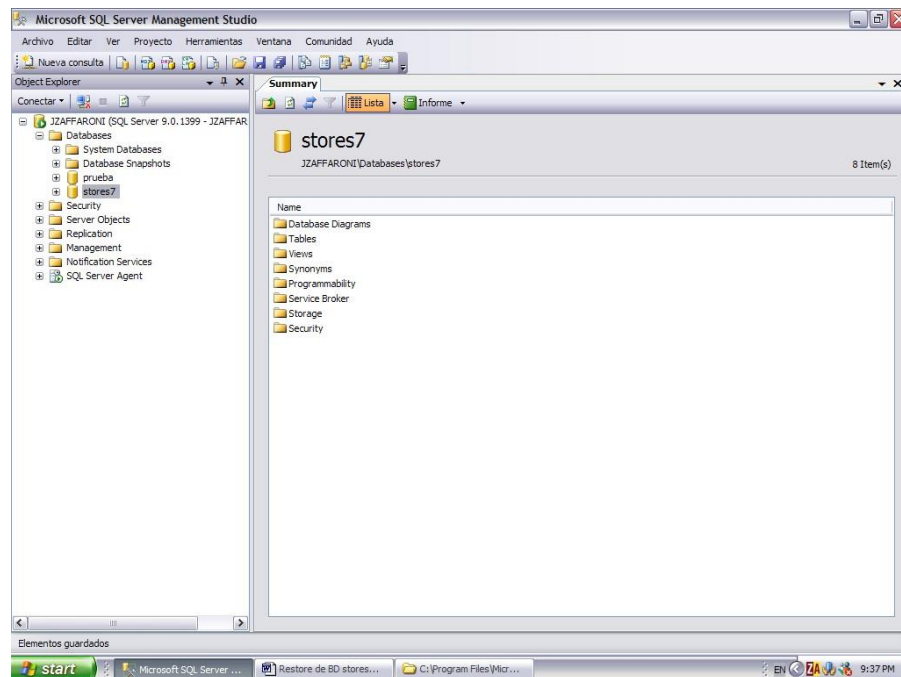 Microsoft SQL Server Management Studio
Archivo Editar Ver Proyecto Herramientas Ventana Comunidad Ayuda
Nueva consulta
Object Explorer
Conectar
JZAFFARONI (SQL Server 9.0.1399 - JZAFFAR
Databases
System Databases
Database Snapshots
prueba
stores7
Security
Server Objects
Replication
Management
Notification Services
SQL Server Agent
Summary
Lista Informe
stores7
JZAFFARONI\Databases\stores7 8 Item(s)
Name
Database Diagrams
Tables
Views
Synonyms
Programmability
Service Broker
Storage
Security
Elementos guardados
start Microsoft SQL Server ... Restore de BD stores... C:\Program Files\Micr... EN ZA 9:37 PM